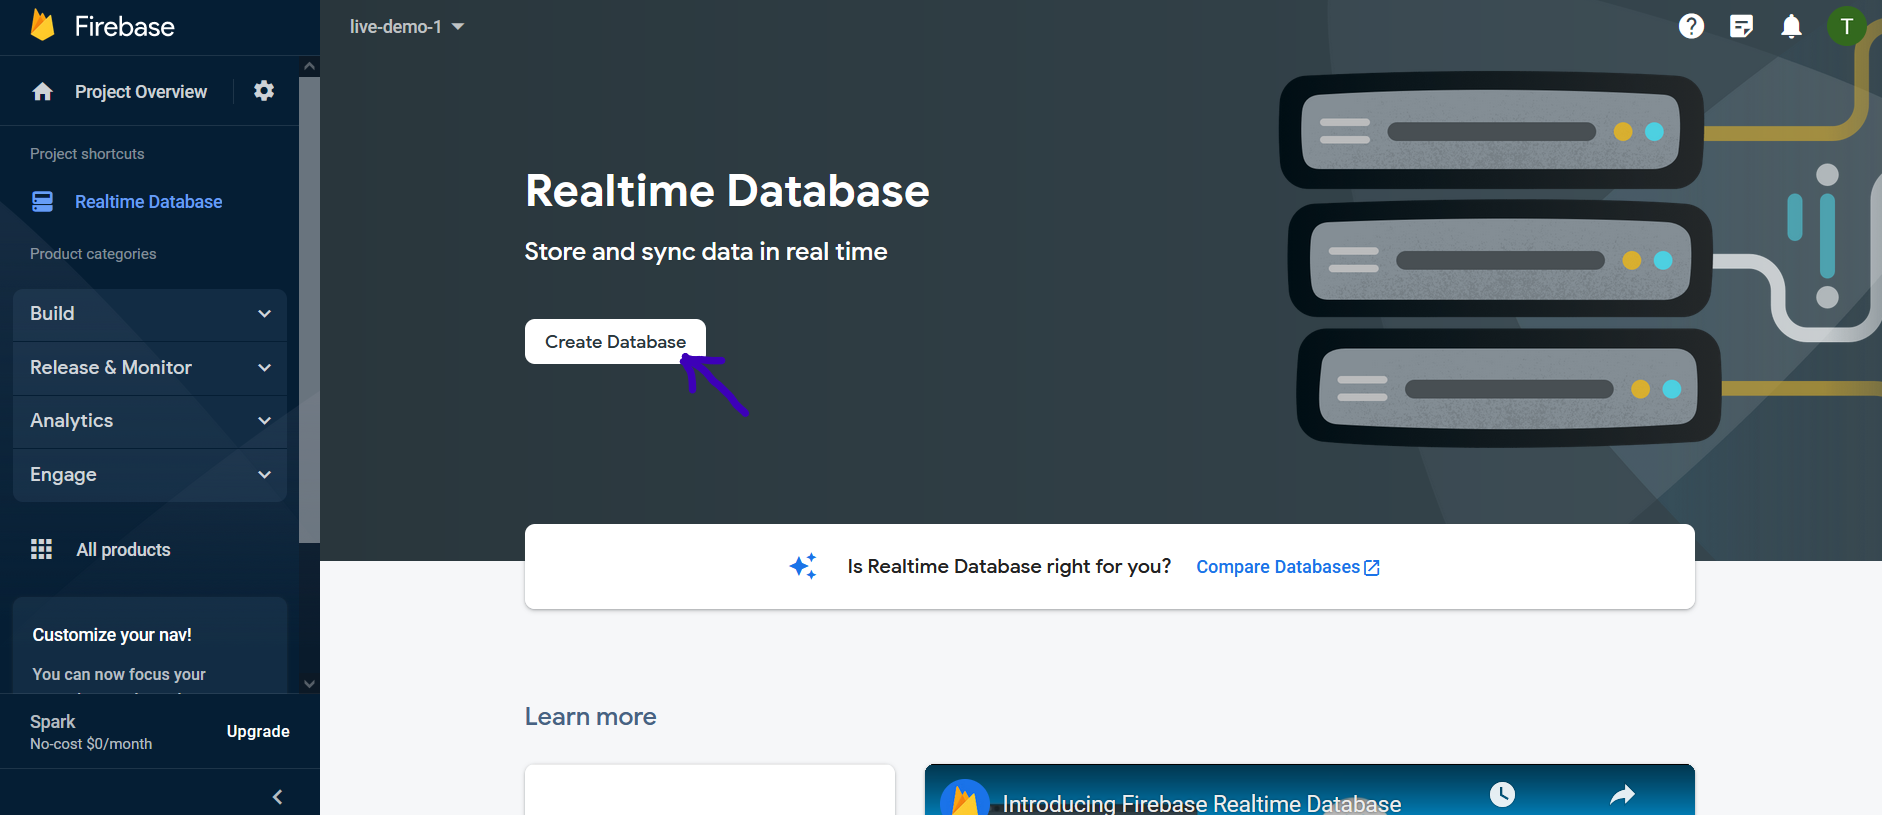 Firebase
live-demo-1
T
Project Overview
Project shortcuts
Realtime Database
Product categories
Build
Release & Monitor
Analytics
Engage
All products
Customize your nav!
You can now focus your
Spark
No-cost $0/month
Upgrade
Realtime Database
Store and sync data in real time
Create Database
Is Realtime Database right for you?
Compare Databases
Learn more
Introducing Firebase Realtime Database